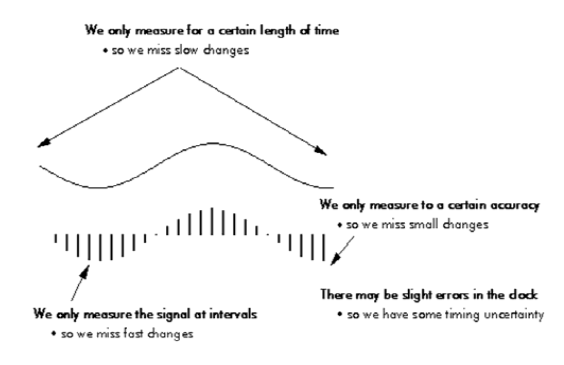 We only measure for a certain length of time
• so we miss slow changes
We only measure to a certain accuracy
• so we miss small changes
There may be slight errors in the clock
• so we have some timing uncertainty
We only measure the signal at intervals
• so we miss fast changes